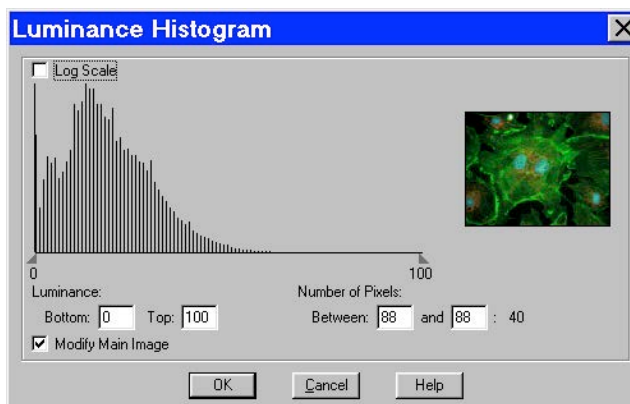 Luminance Histogram
Log Scale
0 100
Luminance: Number of Pixels:
Bottom: 0 Top: 100 Between: 88 and 88 : 40
Modify Main Image
OK Cancel Help